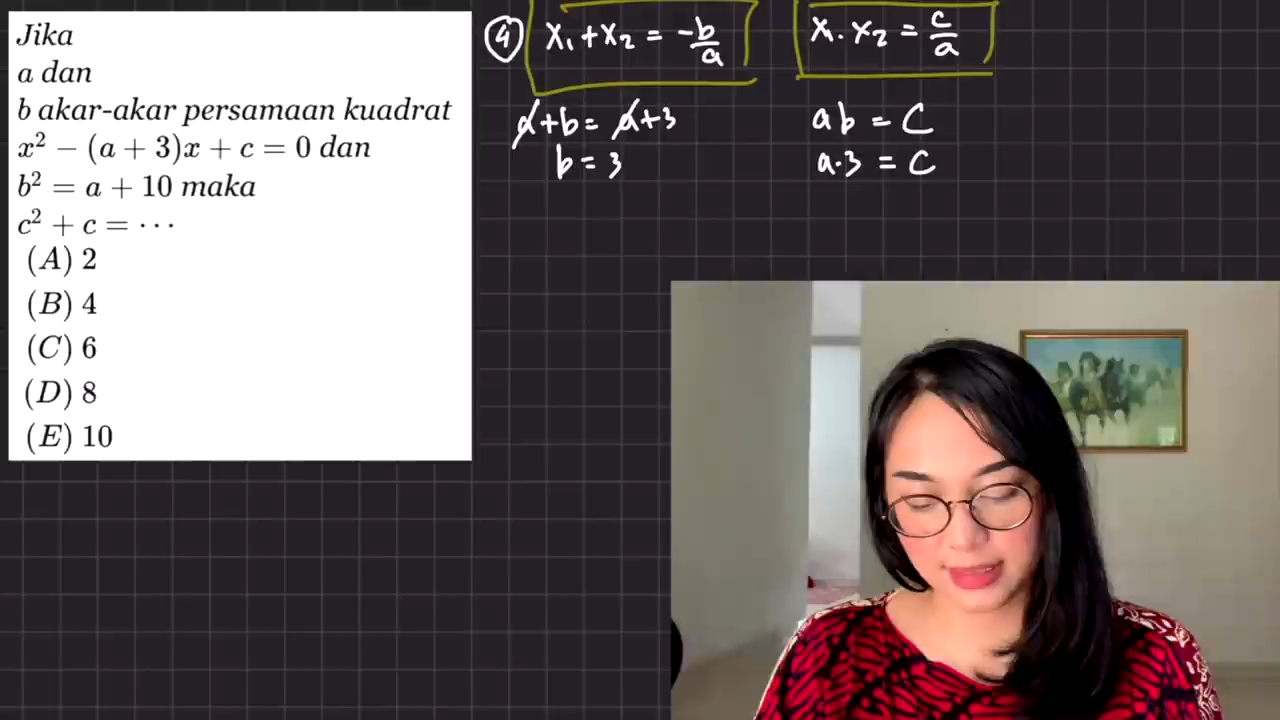 Jika
a dan
b akar-akar persamaan kuadrat
x² − (a + 3)x + c = 0 dan
b² = a + 10 maka
c² + c = ⋯
(A) 2
(B) 4
(C) 6
(D) 8
(E) 10
④ x₁ + x₂ = -b/a
x₁ . x₂ = c/a
a + b = a + 3
b = 3
ab = C
a·3 = C